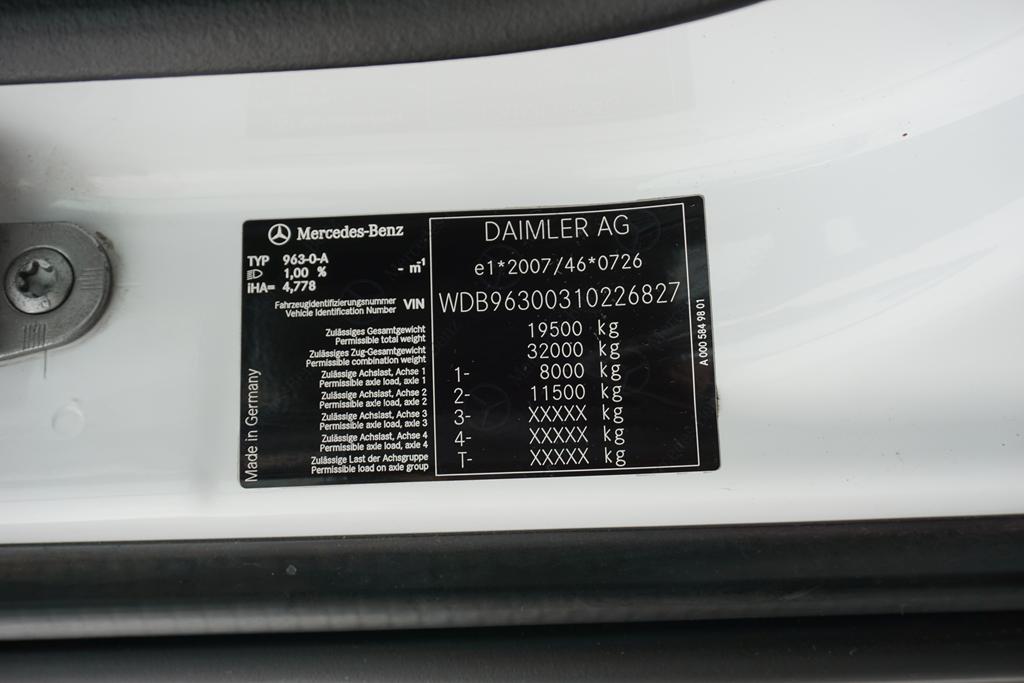 Mercedes-Benz
TYP 963-0-A
1,00 % - m-1
iHA= 4,778
DAIMLER AG
e1*2007/46*0726
Fahrzeugidentifizierungsnummer
Vehicle Identification Number VIN WDB96300310226827
Zulässiges Gesamtgewicht
Permissible total weight 19500 kg
Zulässiges Zug-Gesamtgewicht
Permissible combination weight 32000 kg
Zulässige Achslast, Achse 1
Permissible axle load, axle 1 1- 8000 kg
Zulässige Achslast, Achse 2
Permissible axle load, axle 2 2- 11500 kg
Zulässige Achslast, Achse 3
Permissible axle load, axle 3 3- XXXXX kg
Zulässige Achslast, Achse 4
Permissible axle load, axle 4 4- XXXXX kg
Zulässige Last der Achsgruppe
Permissible load on axle group T- XXXXX kg
Made In Germany
A 000 584 98 01